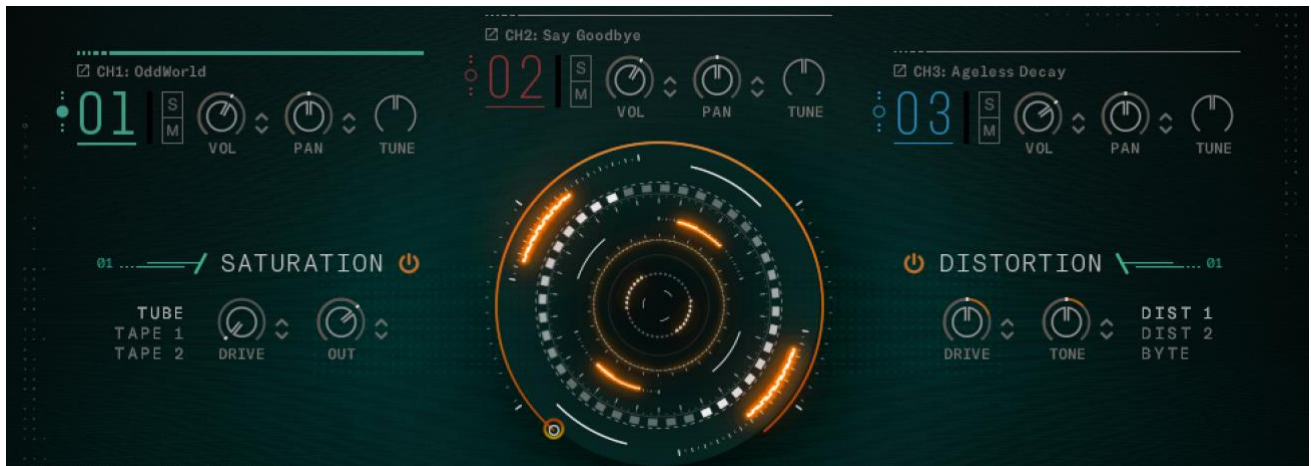 CH1: OddWorld
01
S
M
VOL
PAN
TUNE
CH2: Say Goodbye
02
S
M
VOL
PAN
TUNE
CH3: Ageless Decay
03
S
M
VOL
PAN
TUNE
01
SATURATION
TUBE
TAPE 1
TAPE 2
DRIVE
OUT
DISTORTION
01
DRIVE
TONE
DIST 1
DIST 2
BYTE